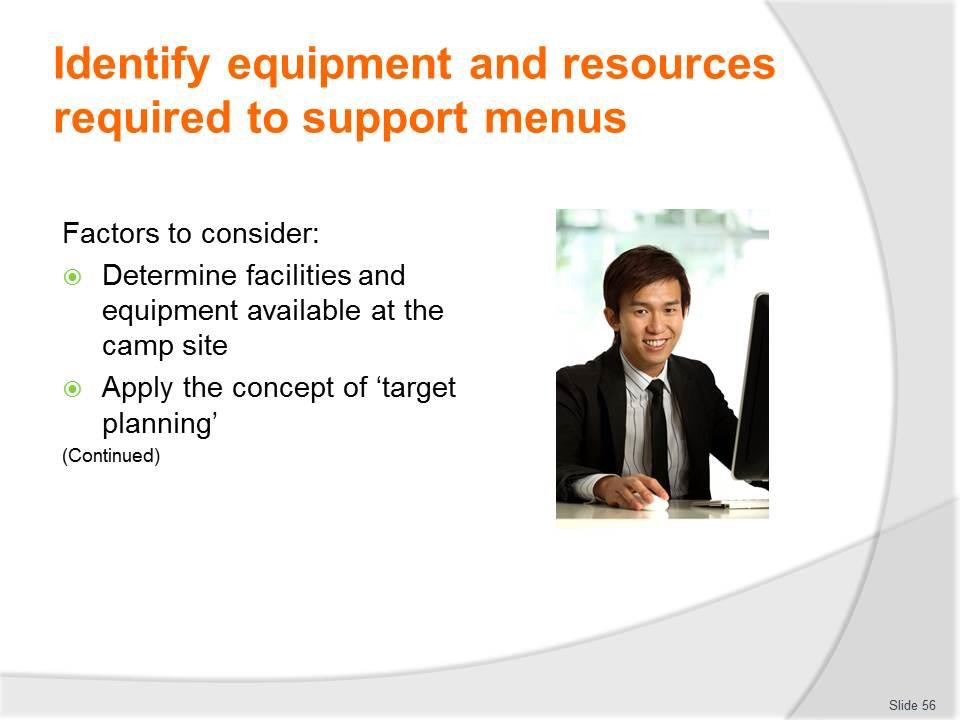 Identify equipment and resources
required to support menus
Factors to consider:
Determine facilities and
equipment available at the
camp site
Apply the concept of ‘target
planning’
(Continued)
Slide 56